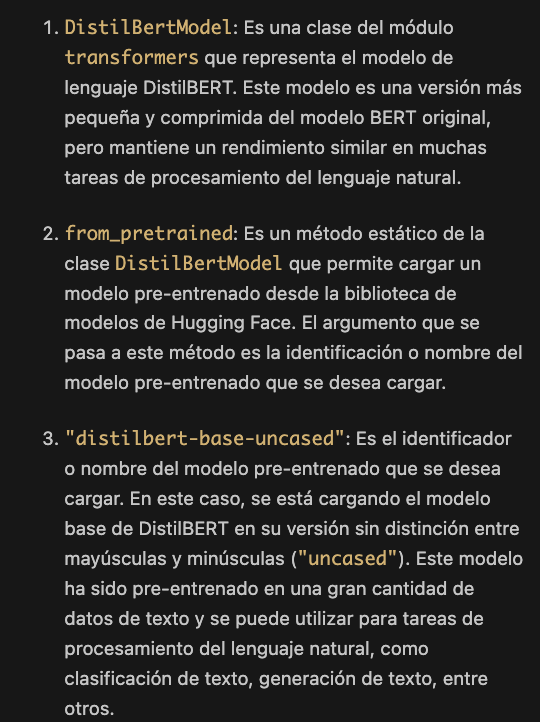 1. DistilBertModel: Es una clase del módulo
transformers que representa el modelo de
lenguaje DistilBERT. Este modelo es una versión más
pequeña y comprimida del modelo BERT original,
pero mantiene un rendimiento similar en muchas
tareas de procesamiento del lenguaje natural.
2. from_pretrained: Es un método estático de la
clase DistilBertModel que permite cargar un
modelo pre-entrenado desde la biblioteca de
modelos de Hugging Face. El argumento que se
pasa a este método es la identificación o nombre del
modelo pre-entrenado que se desea cargar.
3. "distilbert-base-uncased": Es el identificador
o nombre del modelo pre-entrenado que se desea
cargar. En este caso, se está cargando el modelo
base de DistilBERT en su versión sin distinción entre
mayúsculas y minúsculas ("uncased"). Este modelo
ha sido pre-entrenado en una gran cantidad de
datos de texto y se puede utilizar para tareas de
procesamiento del lenguaje natural, como
clasificación de texto, generación de texto, entre
otros.